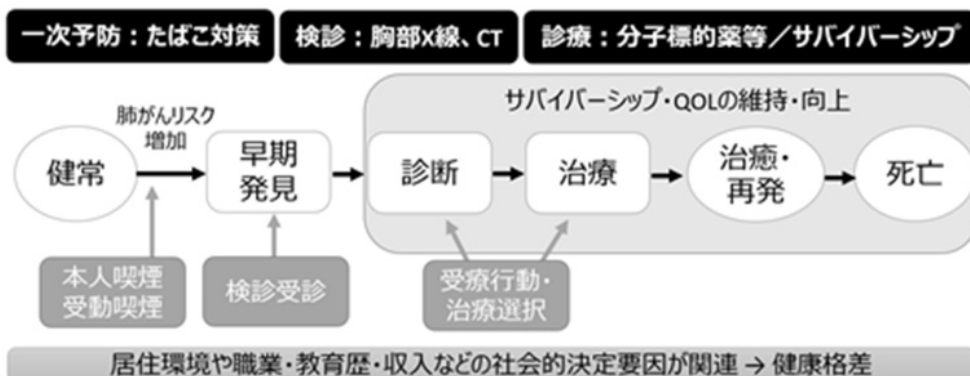 一次予防：たばこ対策
検診：胸部X線、CT
診療：分子標的薬等／サバイバーシップ
サバイバーシップ・QOLの維持・向上
肺がんリスク
増加
健常
早期
発見
診断
治療
治癒・
再発
死亡
本人喫煙
受動喫煙
検診受診
受療行動・
治療選択
居住環境や職業・教育歴・収入などの社会的決定要因が関連 → 健康格差